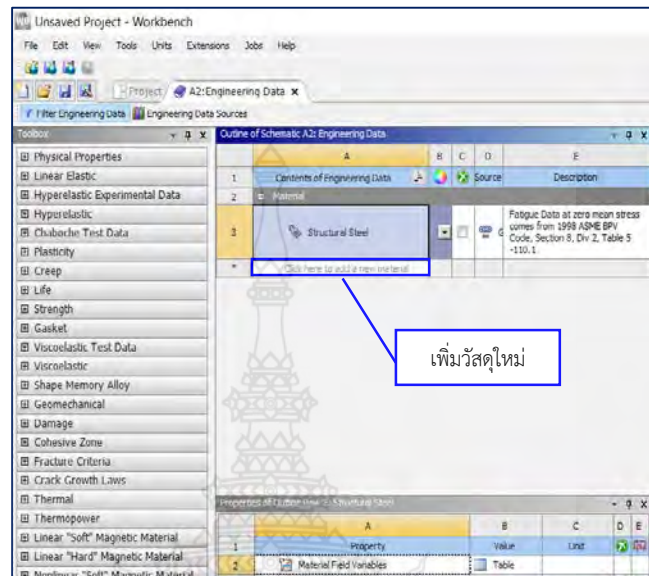 Unsaved Project - Workbench
File Edit View Tools Units Extensions Jobs Help
Project A2:Engineering Data x
Filter Engineering Data Engineering Data Sources
Toolbox
Outline of Schematic A2: Engineering Data
Physical Properties
Linear Elastic
Hyperelastic Experimental Data
Hyperelastic
Chaboche Test Data
Plasticity
Creep
Life
Strength
Gasket
Viscoelastic Test Data
Viscoelastic
Shape Memory Alloy
Geomechanical
Damage
Cohesive Zone
Fracture Criteria
Crack Growth Laws
Thermal
Thermopower
Linear "Soft" Magnetic Material
Linear "Hard" Magnetic Material
Nonlinear "Soft" Magnetic Material
A B C D E
1 Contents of Engineering Data Source Description
2 Material
3 Structural Steel
Fatigue Data at zero mean stress
comes from 1998 ASME BPV
Code, Section 8, Div 2, Table 5
-110.1
* Click here to add a new material
เพิ่มวัสดุใหม่
Properties of Outline Row 3: Structural Steel
A B C D E
1 Property Value Unit
2 Material Field Variables Table